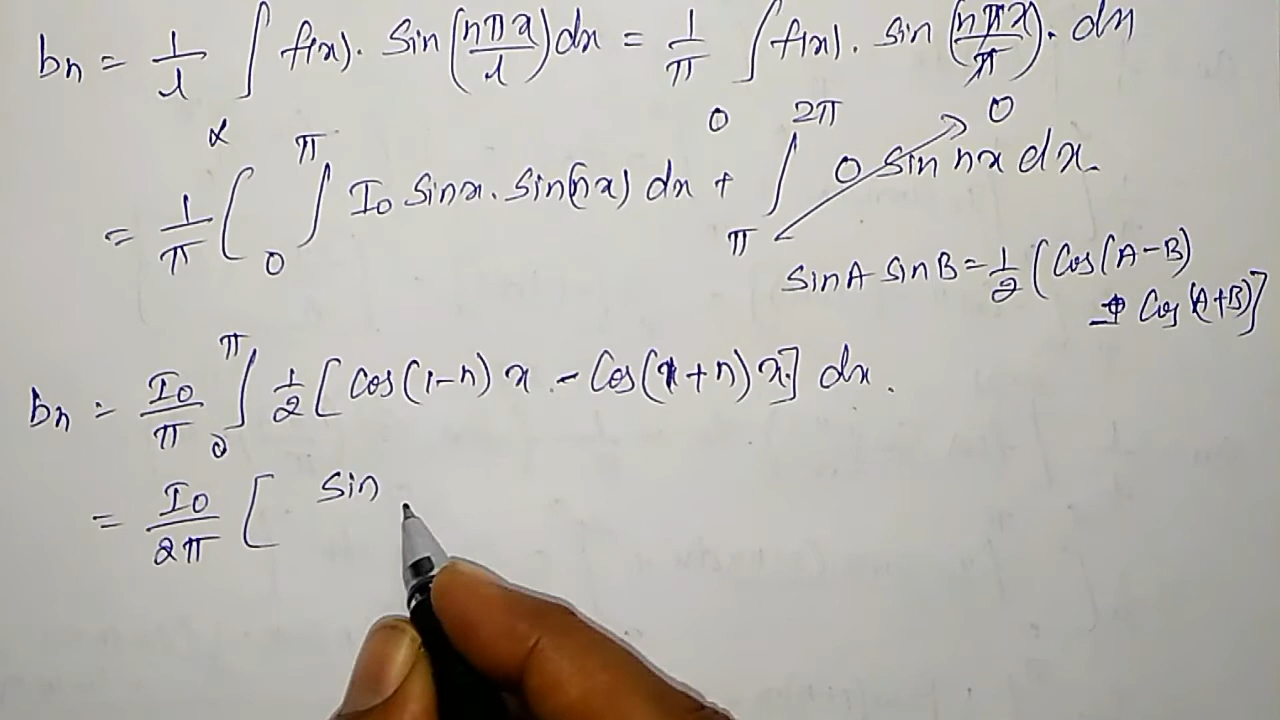 bn = 1/l ∫ f(x). Sin(nπx/l) dx = 1/π ∫ f(x). sin (nπx/π). dx
α π 0 2π 0
= 1/π ( ∫ I0 Sinx. Sin(nx) dx + ∫ 0 Sin nx dx.
0 π
SinA SinB = 1/2 (Cos(A-B)
- Cos(A+B)]
bn = I0/π ∫0^π 1/2 [Cos(1-n) x - Cos(1+n) x] dx.
= I0/2π [ Sin